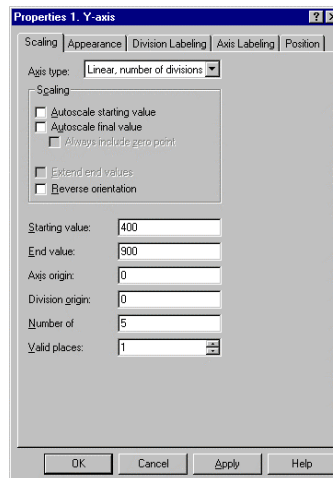 Properties 1. Y-axis
Scaling Appearance Division Labeling Axis Labeling Position
Axis type: Linear, number of divisions
Scaling
Autoscale starting value
Autoscale final value
Always include zero point
Extend end values
Reverse orientation
Starting value: 400
End value: 900
Axis origin: 0
Division origin: 0
Number of 5
Valid places: 1
OK Cancel Apply Help